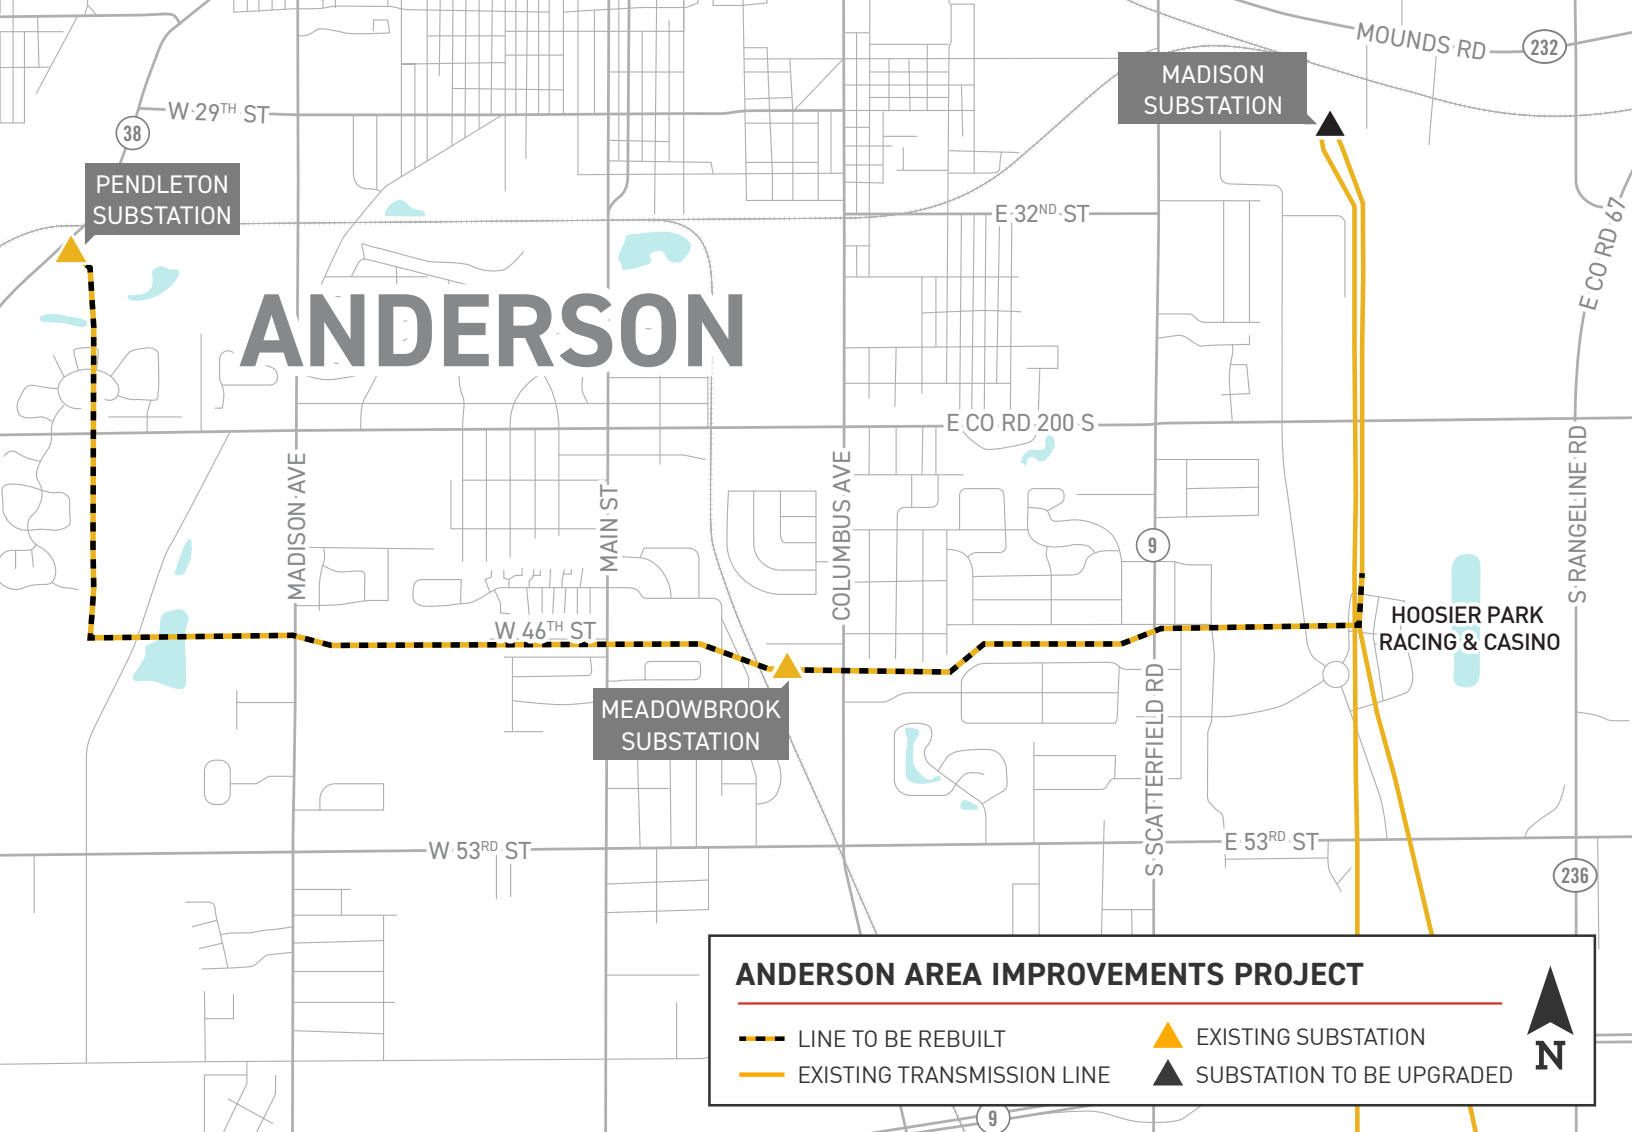 MOUNDS RD
232
MADISON
SUBSTATION
W 29TH ST
38
PENDLETON
SUBSTATION
E 32ND ST
E CO RD 67
ANDERSON
E CO RD 200 S
MADISON AVE
MAIN ST
COLUMBUS AVE
S RANGELINE RD
9
HOOSIER PARK
RACING & CASINO
W 46TH ST
MEADOWBROOK
SUBSTATION
S SCATTERFIELD RD
W 53RD ST
E 53RD ST
236
ANDERSON AREA IMPROVEMENTS PROJECT
LINE TO BE REBUILT
EXISTING SUBSTATION
EXISTING TRANSMISSION LINE
SUBSTATION TO BE UPGRADED
N
9